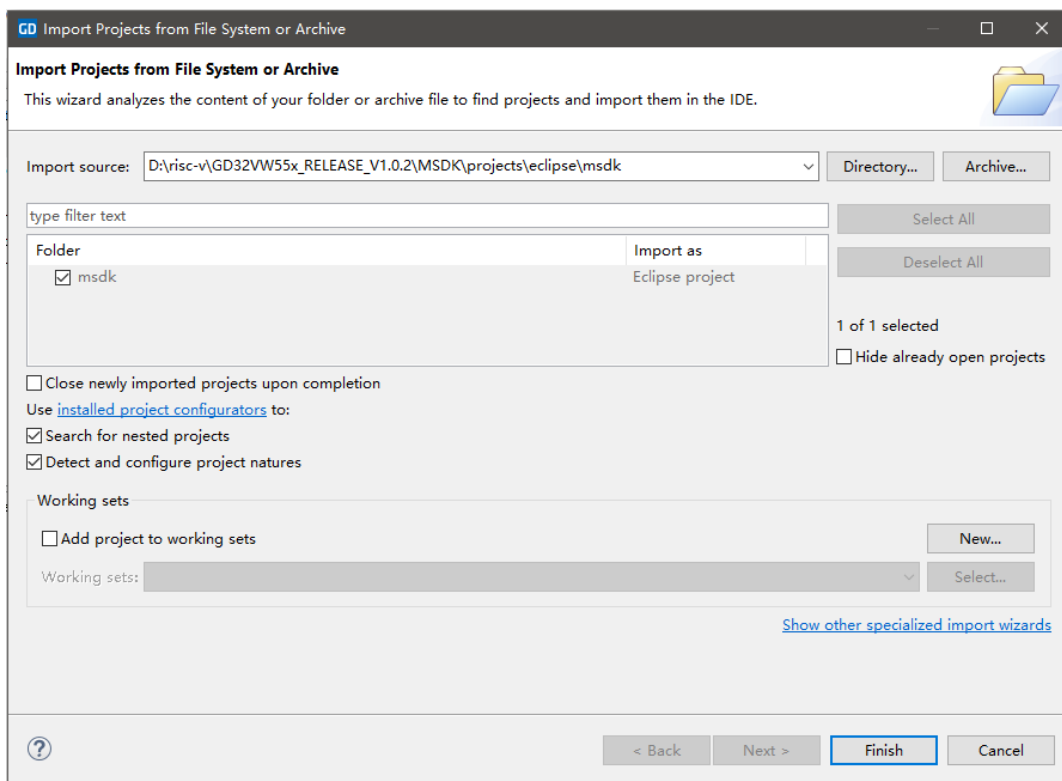 GD Import Projects from File System or Archive
Import Projects from File System or Archive
This wizard analyzes the content of your folder or archive file to find projects and import them in the IDE.
Import source: D:\risc-v\GD32VW55x_RELEASE_V1.0.2\MSDK\projects\eclipse\msdk Directory... Archive...
type filter text Select All
Folder Import as
Deselect All
msdk Eclipse project
1 of 1 selected
Hide already open projects
Close newly imported projects upon completion
Use installed project configurators to:
Search for nested projects
Detect and configure project natures
Working sets
Add project to working sets New...
Working sets: Select...
Show other specialized import wizards
? < Back Next > Finish Cancel